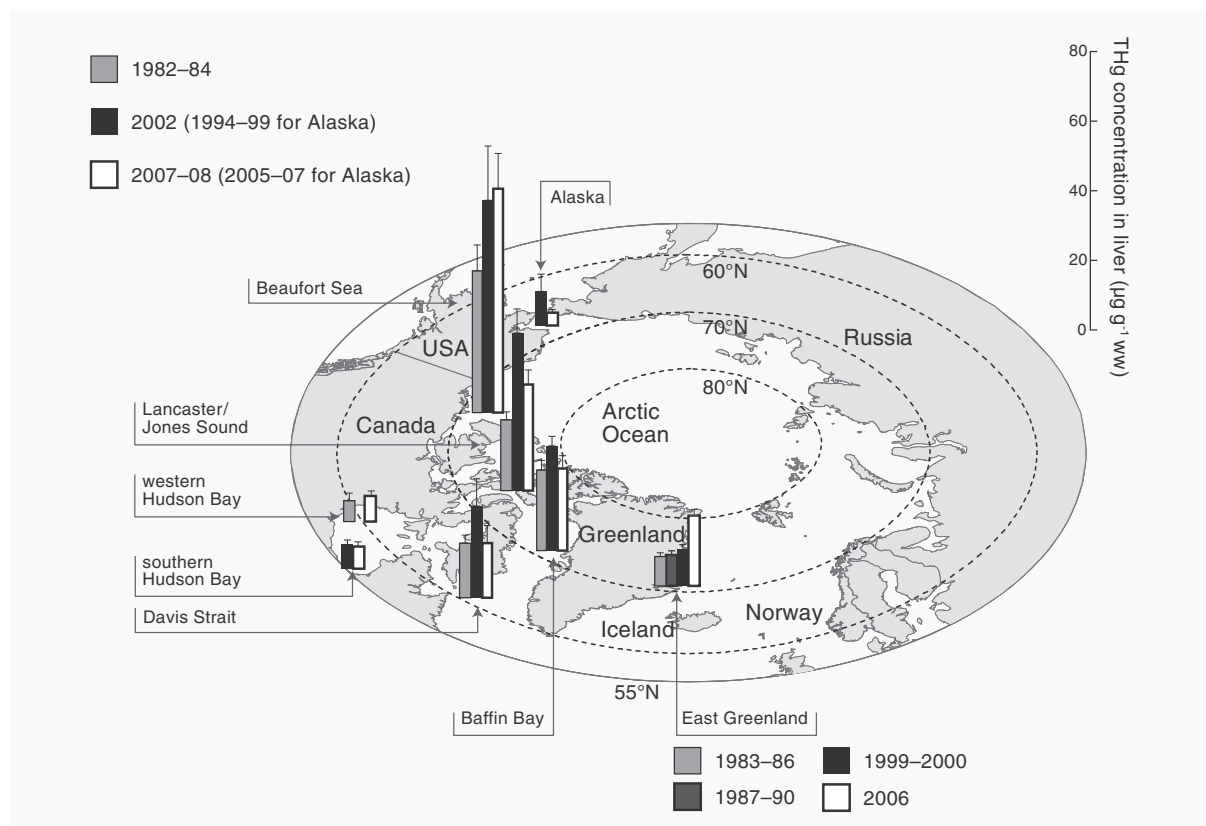 1982–84
2002 (1994–99 for Alaska)
2007–08 (2005–07 for Alaska)
80
60
40
20
0
THg concentration in liver (µg g⁻¹ ww)
Alaska
Beaufort Sea
60°N
70°N
80°N
USA
Russia
Lancaster/
Jones Sound
Canada
Arctic
Ocean
western
Hudson Bay
Greenland
southern
Hudson Bay
Davis Strait
Iceland
Norway
55°N
Baffin Bay
East Greenland
1983–86
1999–2000
1987–90
2006